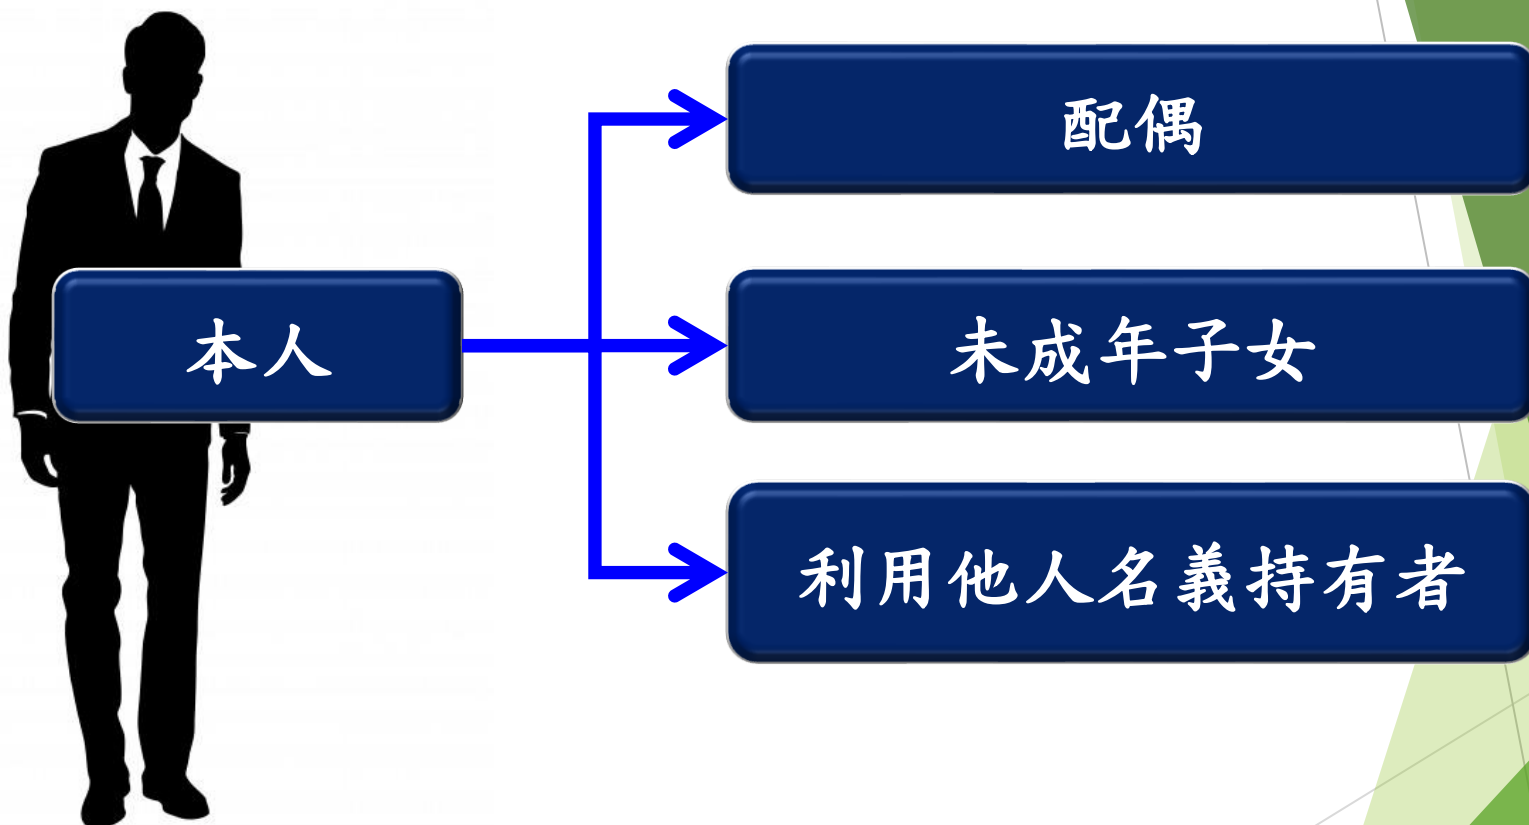 配偶
本人
未成年子女
利用他人名義持有者